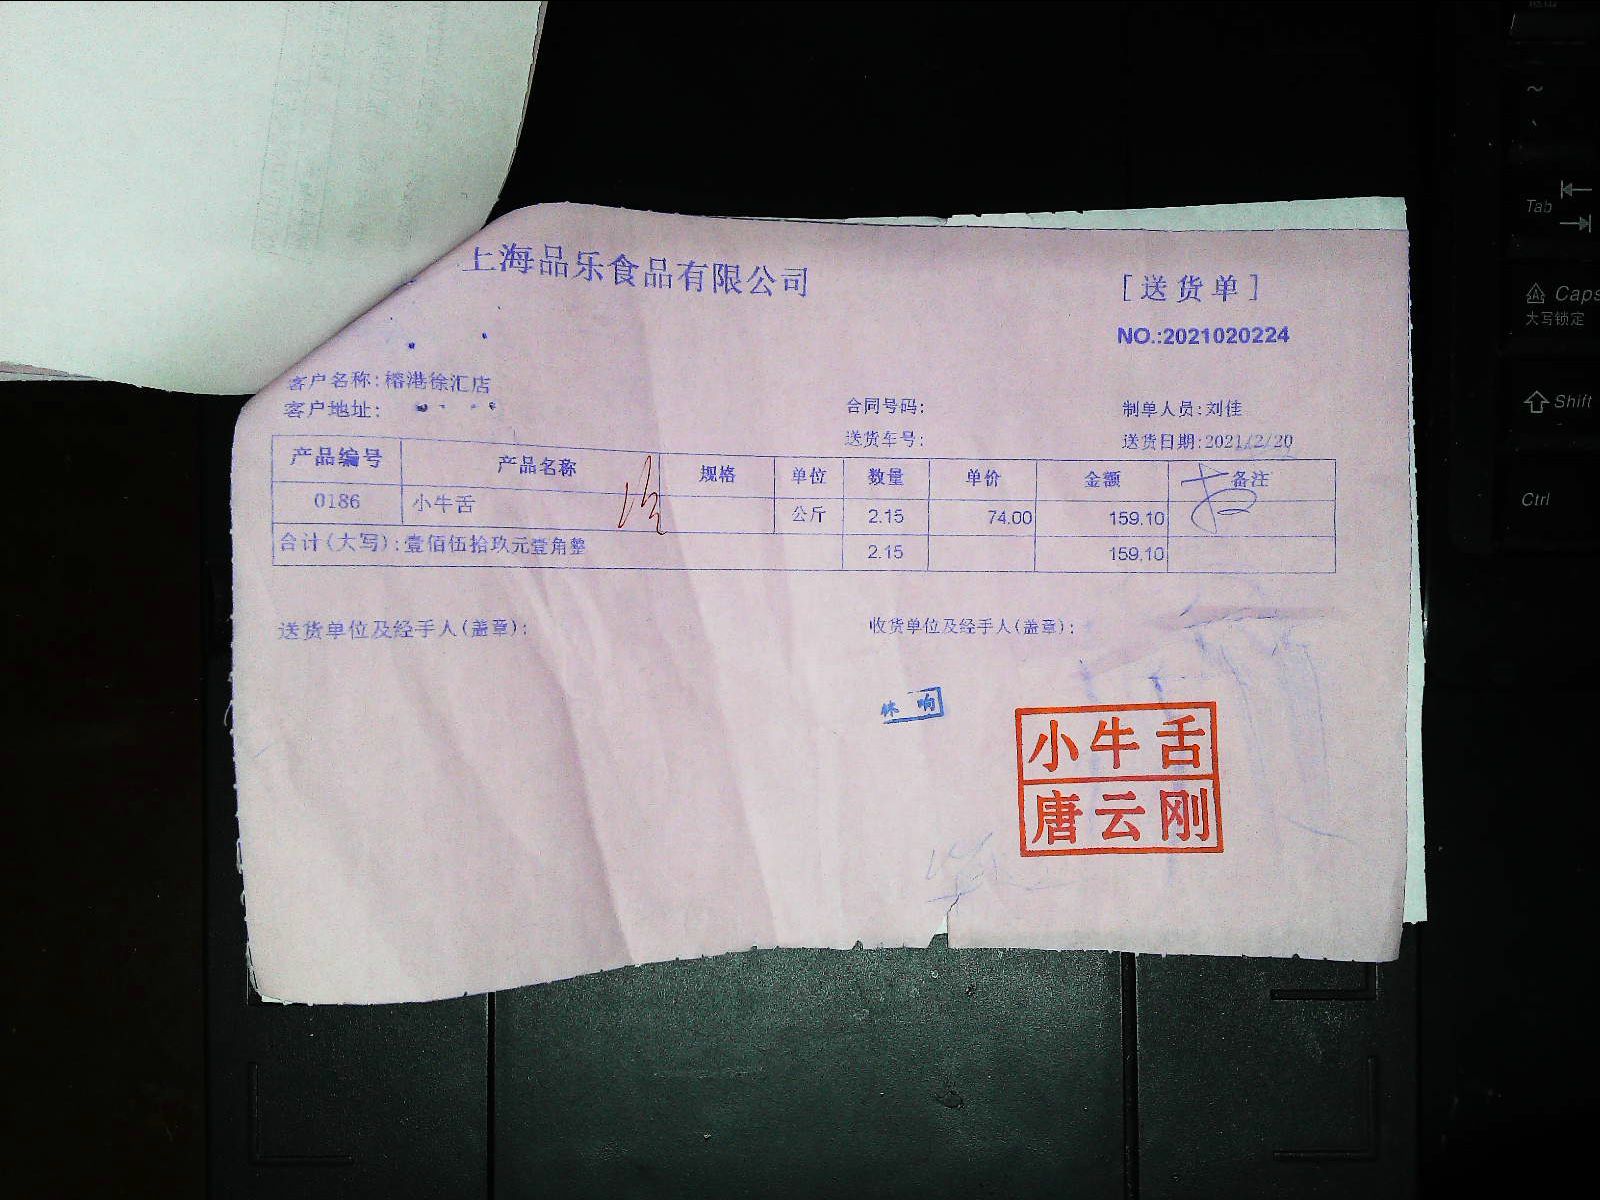 上海品乐食品有限公司
[送货单]
NO.:2021020224
客户名称:榕港徐汇店
客户地址:
合同号码:
制单人员:刘佳
送货车号:
送货日期:2021/2/20
产品编号 产品名称 规格 单位 数量 单价 金额 备注
0186 小牛舌 公斤 2.15 74.00 159.10
合计(大写):壹佰伍拾玖元壹角整 2.15 159.10
送货单位及经手人(盖章):
收货单位及经手人(盖章):
小牛舌
唐云刚
~
Tab
Caps
大写锁定
Shift
Ctrl